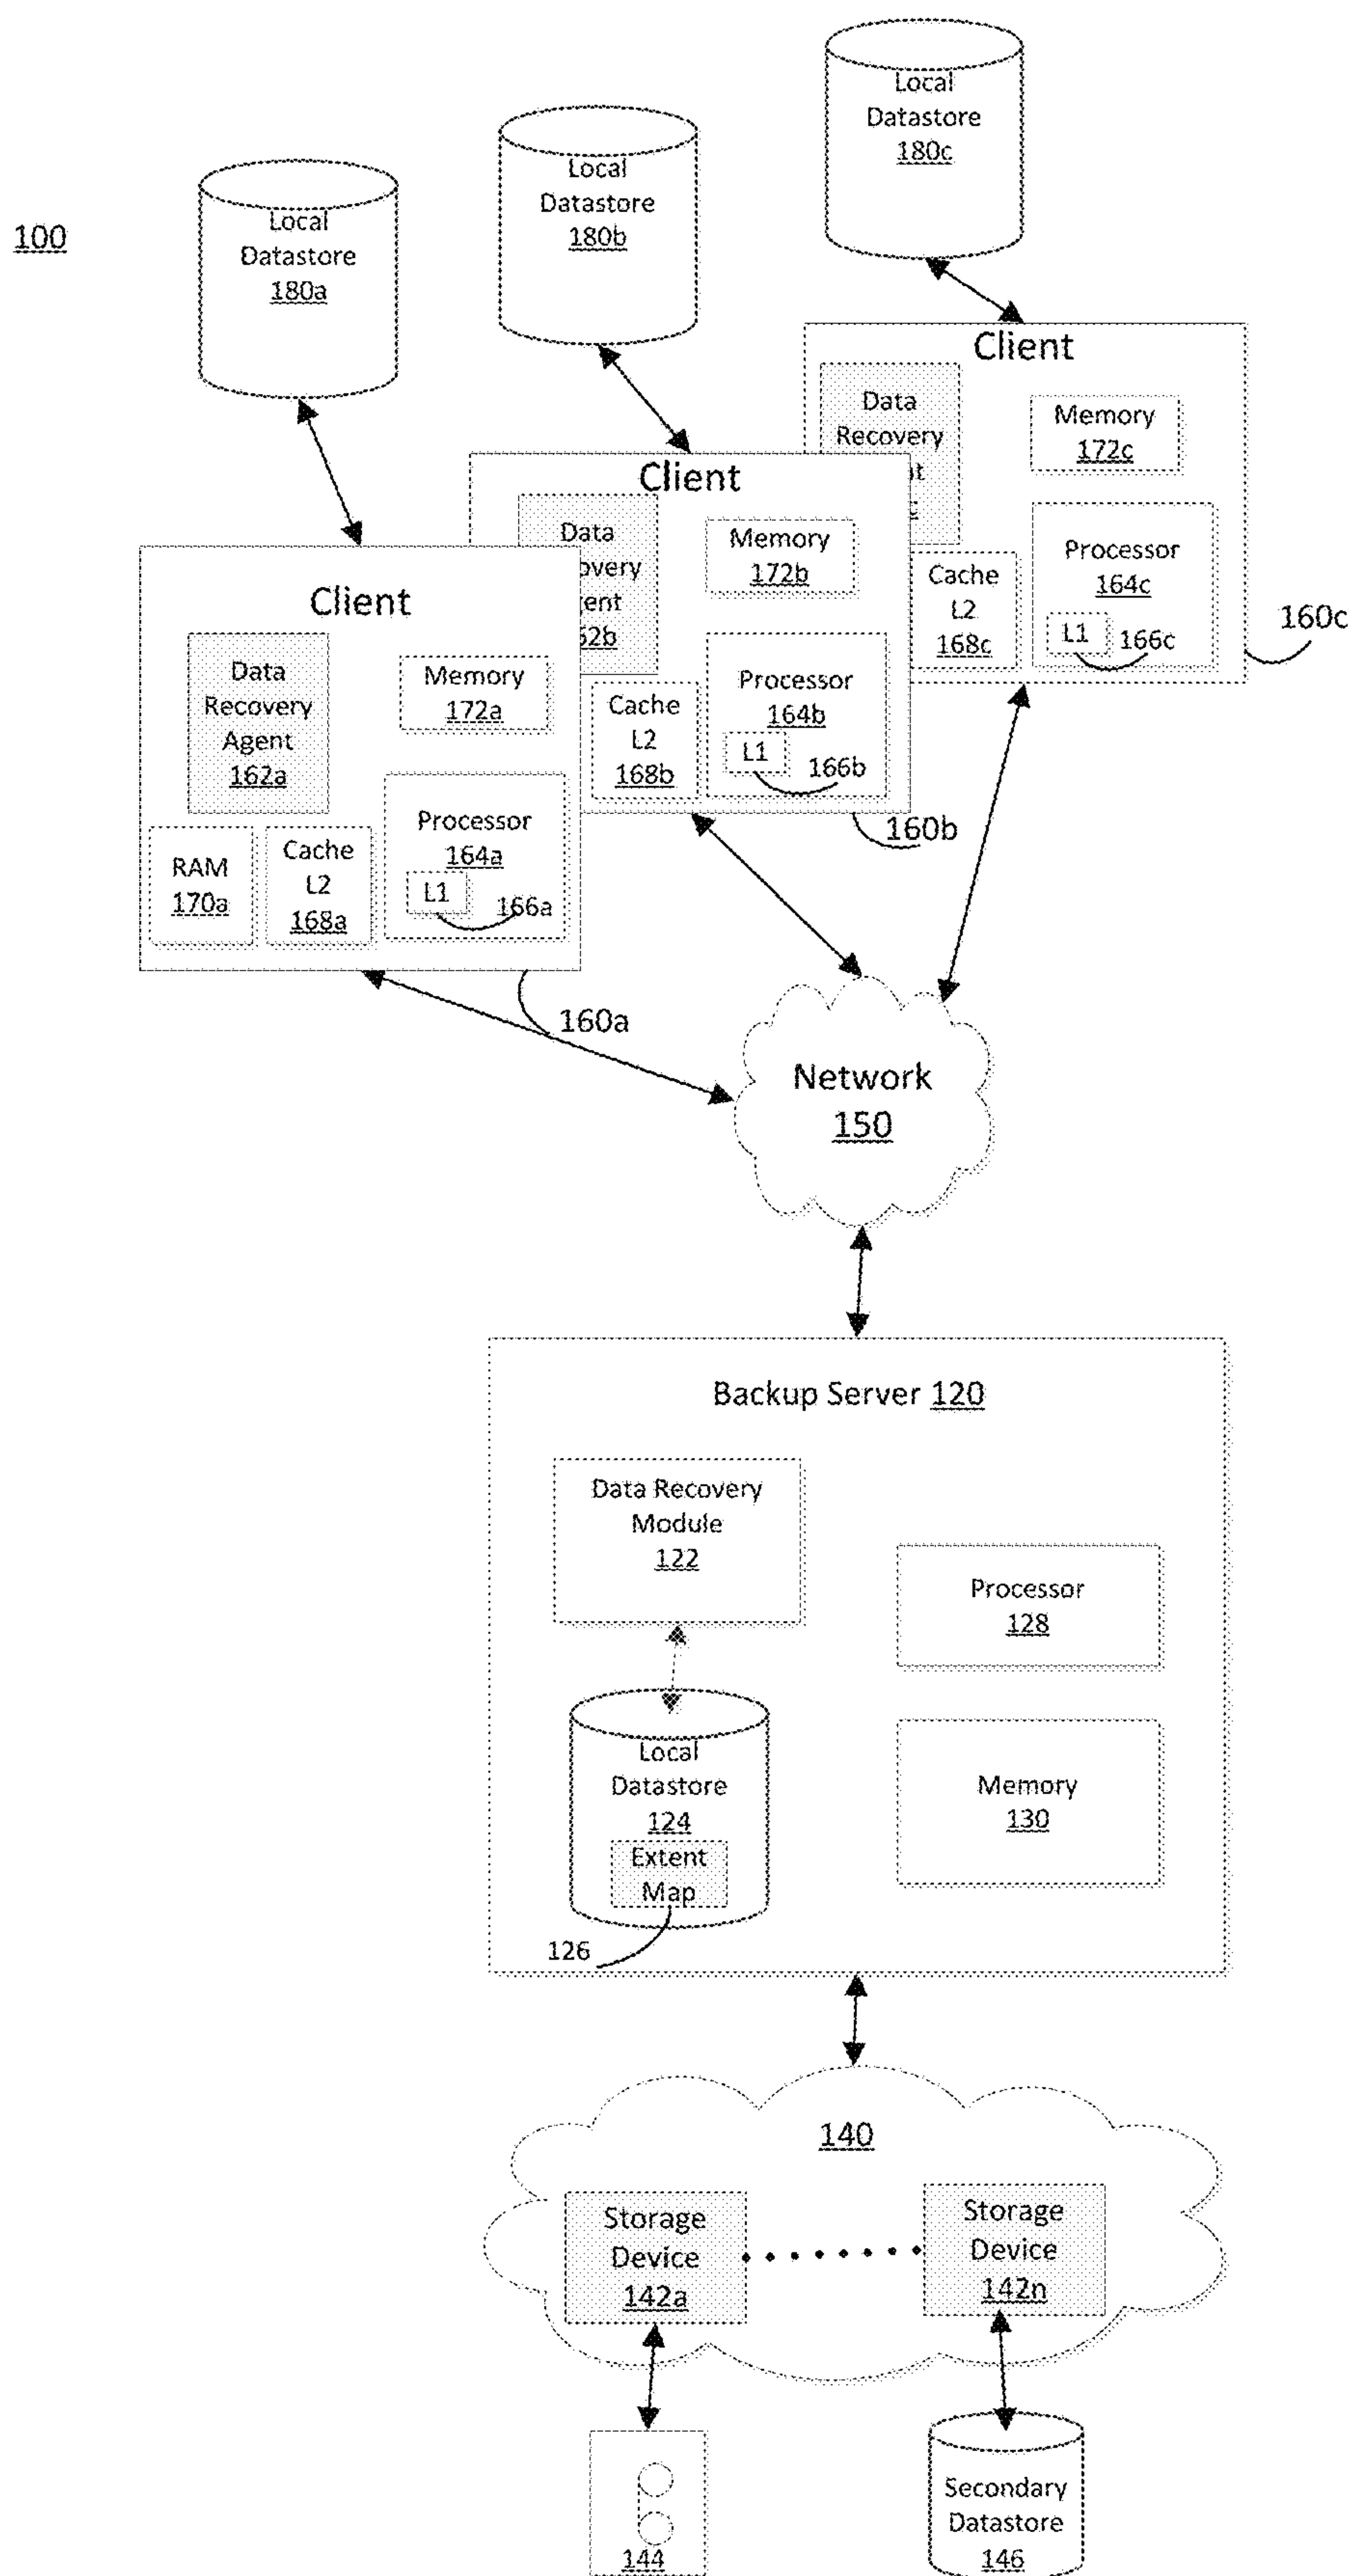 100
Local
Datastore
180a
Local
Datastore
180b
Local
Datastore
180c
Client
Data
Recovery
Agent
162a
Memory
172a
RAM
170a
Cache
L2
168a
Processor
164a
L1
166a
160a
Client
Data
Memory
172b
Cache
L2
168b
Processor
164b
L1
166b
160b
Client
Data
Recovery
Memory
172c
Cache
L2
168c
Processor
164c
L1
166c
160c
Network
150
Backup Server 120
Data Recovery
Module
122
Processor
128
Local
Datastore
124
Extent
Map
126
Memory
130
140
Storage
Device
142a
Storage
Device
142n
144
Secondary
Datastore
146